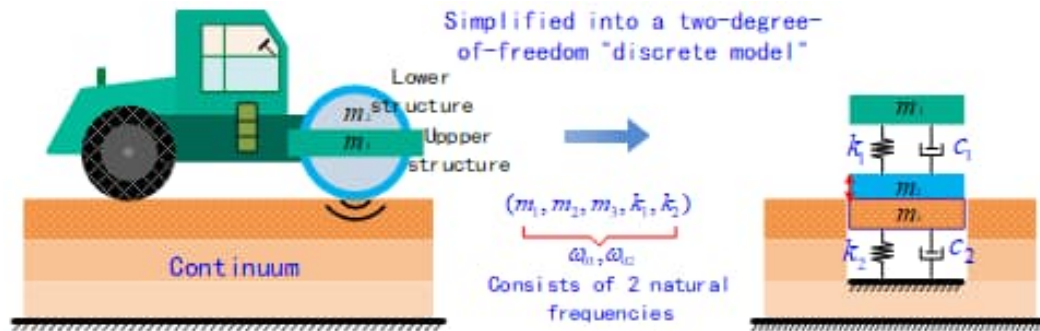 Simplified into a two-degree-
of-freedom "discrete model"
Lower
structure
m₂
Uppper
structure
m₁
Continuum
(m₁, m₂, m₃, k₁, k₂)
ω₀₁, ω₀₂
Consists of 2 natural
frequencies
m₁
k₁
C₁
m₂
k₂
C₂